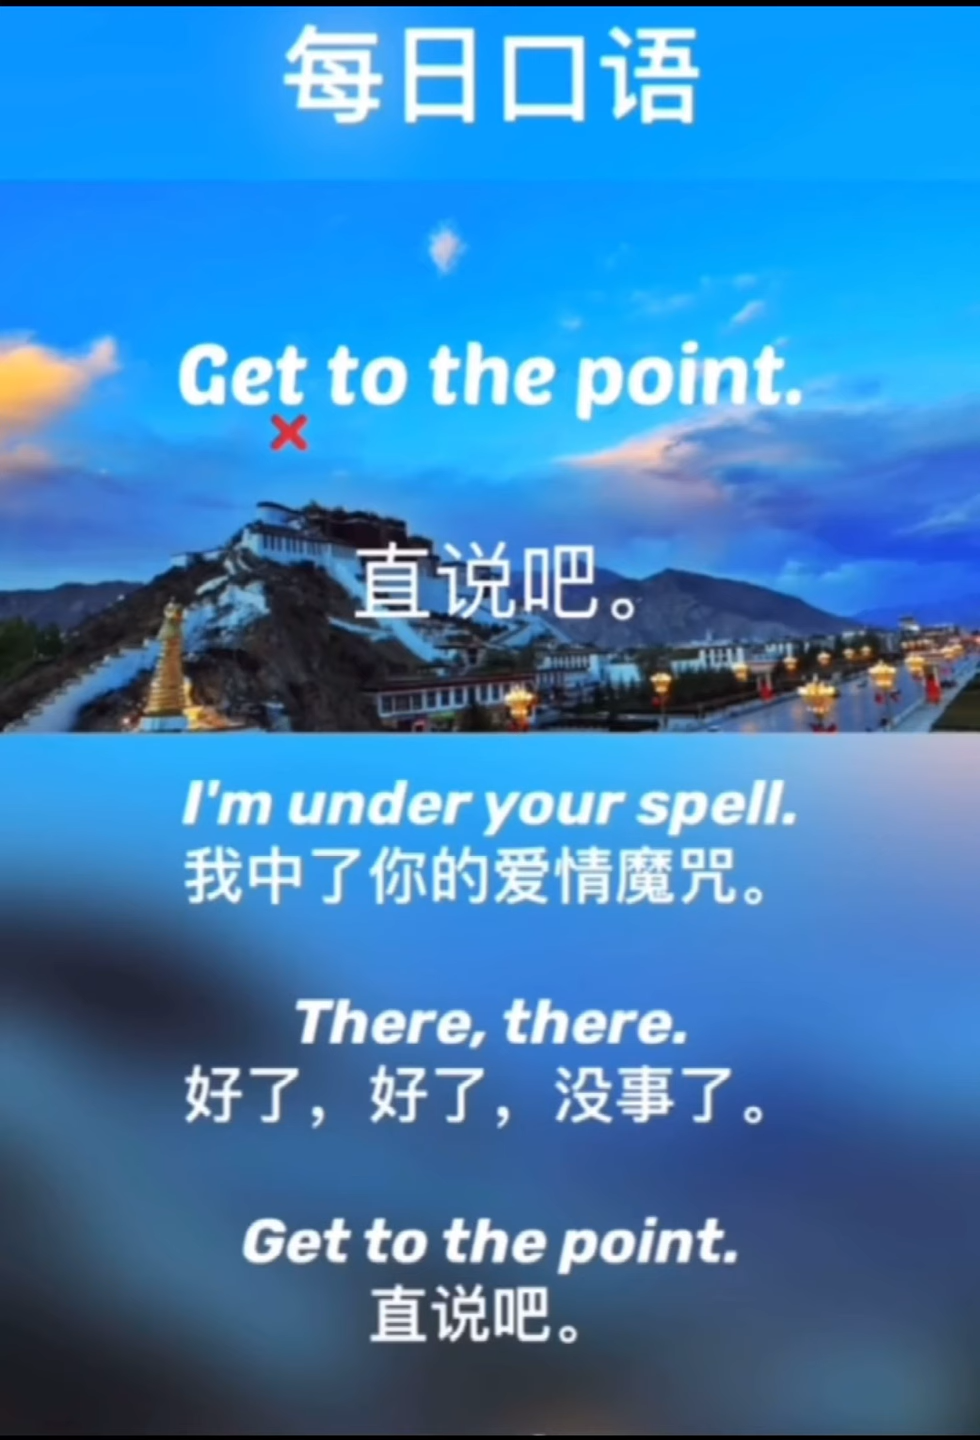 每日口语
Get to the point.
直说吧。
I'm under your spell.
我中了你的爱情魔咒。
There, there.
好了，好了，没事了。
Get to the point.
直说吧。